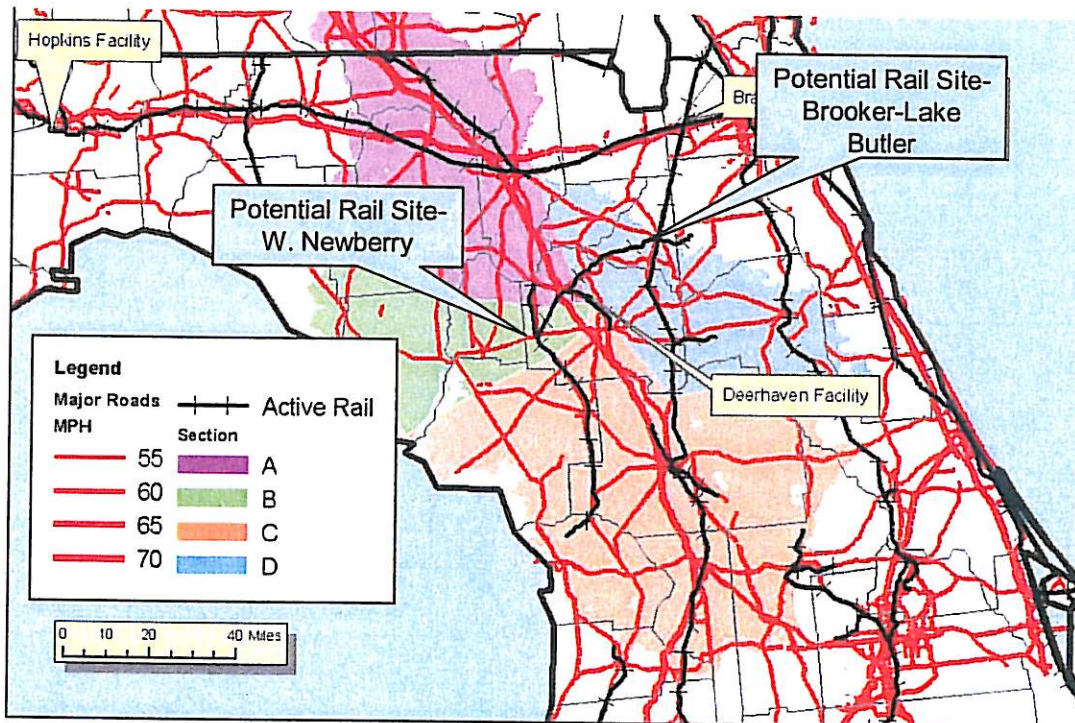 Hopkins Facility
Bra
Potential Rail Site-
Brooker-Lake
Butler
Potential Rail Site-
W. Newberry
Deerhaven Facility
Legend
Major Roads
Active Rail
MPH
Section
55
A
60
B
65
C
70
D
0 10 20 40 Miles